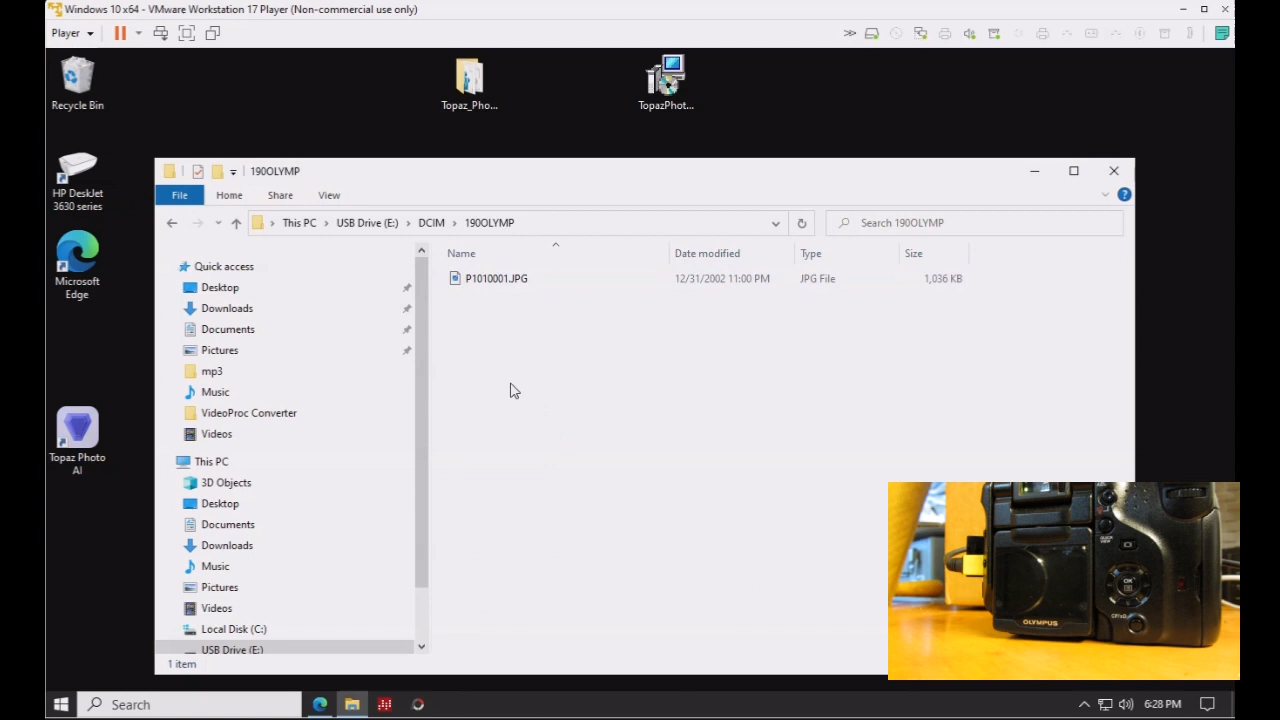 Windows 10 x64 - VMware Workstation 17 Player (Non-commercial use only)
Player
Recycle Bin
Topaz_Pho...
TopazPhot...
HP DeskJet
3630 series
Microsoft
Edge
Topaz Photo
AI
190OLYMP
File Home Share View
This PC USB Drive (E:) DCIM 190OLYMP
Search 190OLYMP
Name Date modified Type Size
P1010001.JPG 12/31/2002 11:00 PM JPG File 1,036 KB
Quick access
Desktop
Downloads
Documents
Pictures
mp3
Music
VideoProc Converter
Videos
This PC
3D Objects
Desktop
Documents
Downloads
Music
Pictures
Videos
Local Disk (C:)
USB Drive (E:)
1 item
QUICK
VIEW
OK
OLYMPUS
Search
6:28 PM